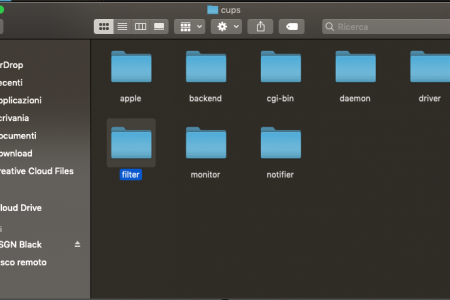 cups
Ricerca
rDrop
ecenti
pplicazioni
crivania
ocumenti
ownload
reative Cloud Files
loud Drive
SGN Black
sco remoto
apple
backend
cgi-bin
daemon
driver
filter
monitor
notifier